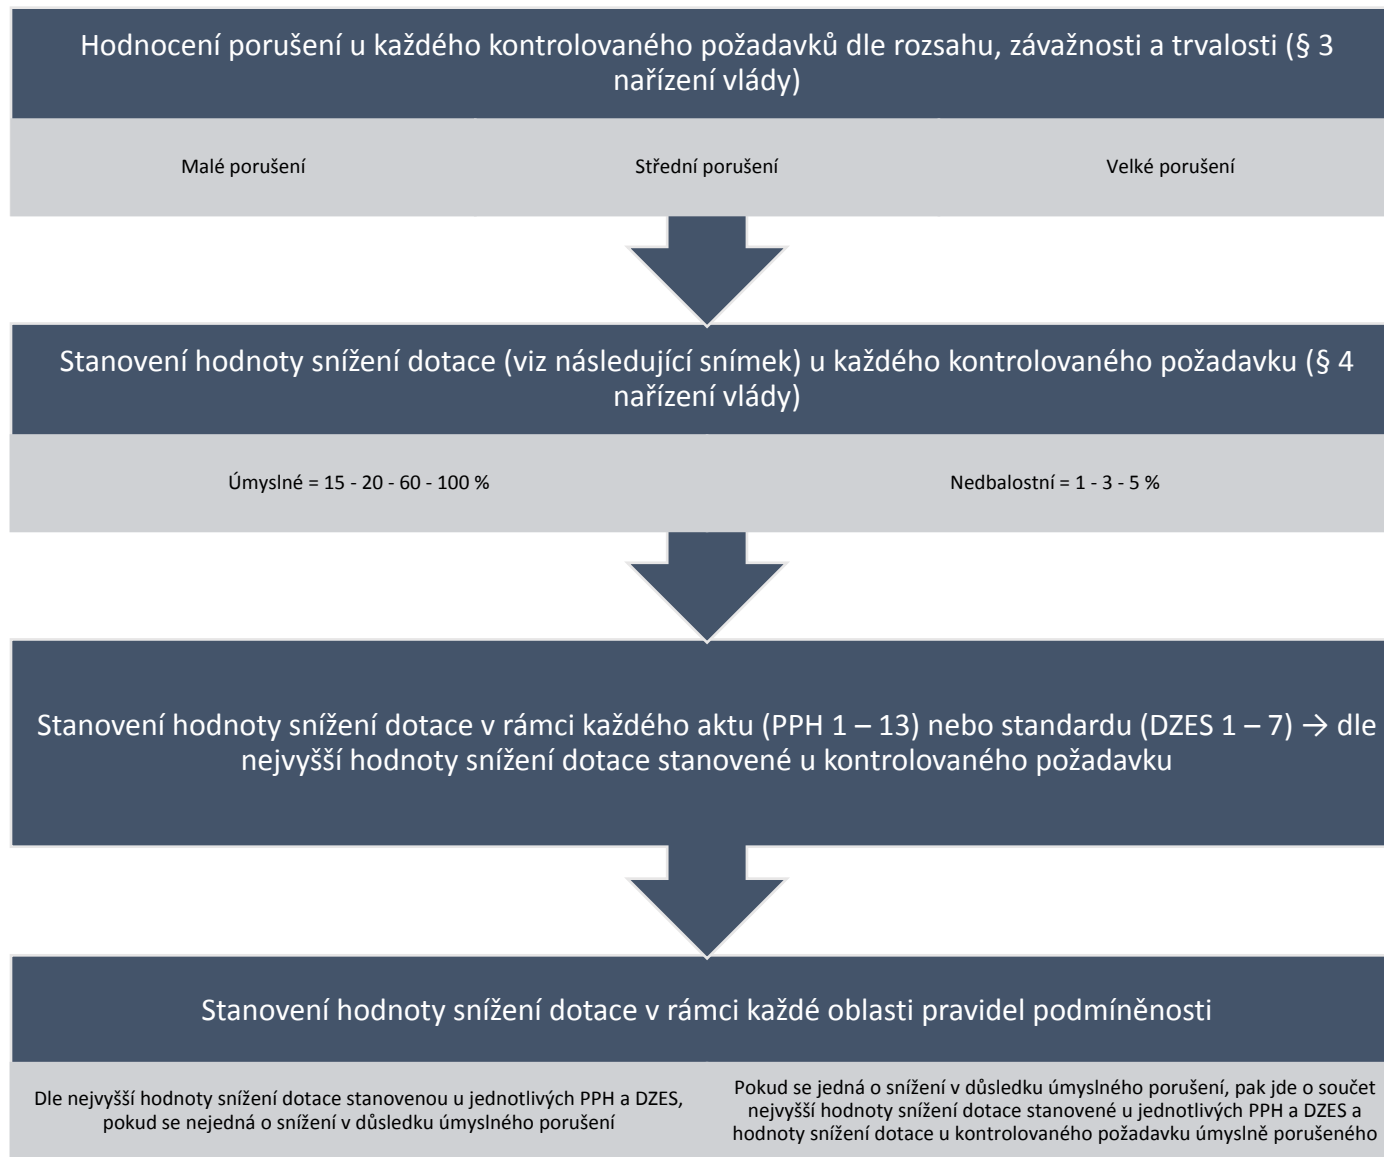 Hodnocení porušení u každého kontrolovaného požadavků dle rozsahu, závažnosti a trvalosti (§ 3
nařízení vlády)
Malé porušení
Střední porušení
Velké porušení
Stanovení hodnoty snížení dotace (viz následující snímek) u každého kontrolovaného požadavku (§ 4
nařízení vlády)
Úmyslné = 15 - 20 - 60 - 100 %
Nedbalostní = 1 - 3 - 5 %
Stanovení hodnoty snížení dotace v rámci každého aktu (PPH 1 – 13) nebo standardu (DZES 1 – 7) → dle
nejvyšší hodnoty snížení dotace stanovené u kontrolovaného požadavku
Stanovení hodnoty snížení dotace v rámci každé oblasti pravidel podmíněnosti
Dle nejvyšší hodnoty snížení dotace stanovenou u jednotlivých PPH a DZES,
pokud se nejedná o snížení v důsledku úmyslného porušení
Pokud se jedná o snížení v důsledku úmyslného porušení, pak jde o součet
nejvyšší hodnoty snížení dotace stanovené u jednotlivých PPH a DZES a
hodnoty snížení dotace u kontrolovaného požadavku úmyslně porušeného